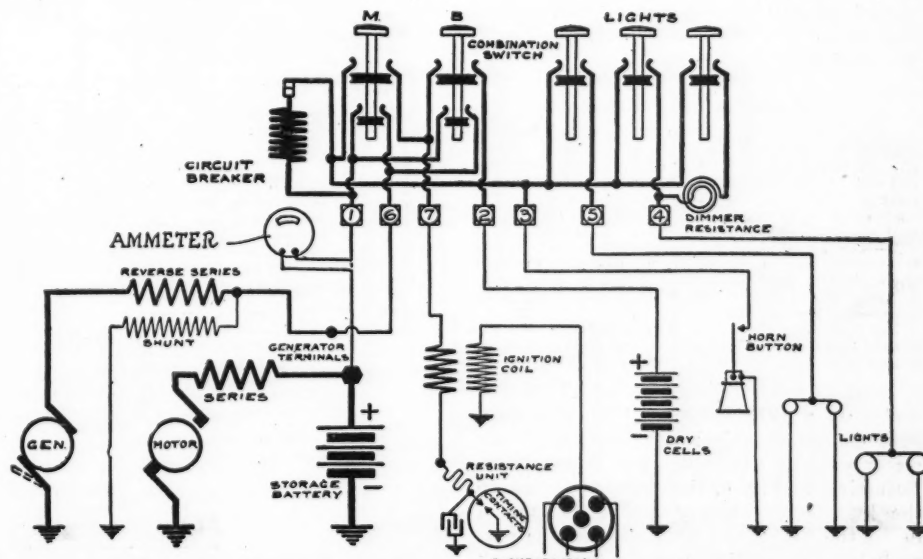 M. B LIGHTS
COMBINATION
SWITCH
CIRCUIT
BREAKER
1 6 7 2 3 5 4
DIMMER
RESISTANCE
AMMETER
REVERSE SERIES
SHUNT
GENERATOR
TERMINALS
SERIES
IGNITION
COIL
HORN
BUTTON
+
+
GEN.
MOTOR
STORAGE
BATTERY
-
-
DRY
CELLS
LIGHTS
RESISTANCE
UNIT
TIMING
CONTACTS